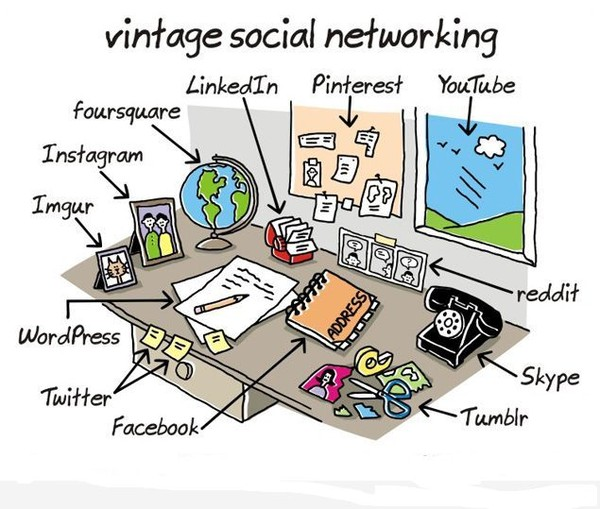 vintage social networking
LinkedIn
Pinterest
YouTube
foursquare
Instagram
Imgur
reddit
WordPress
ADDRESS
Skype
Twitter
Facebook
Tumblr